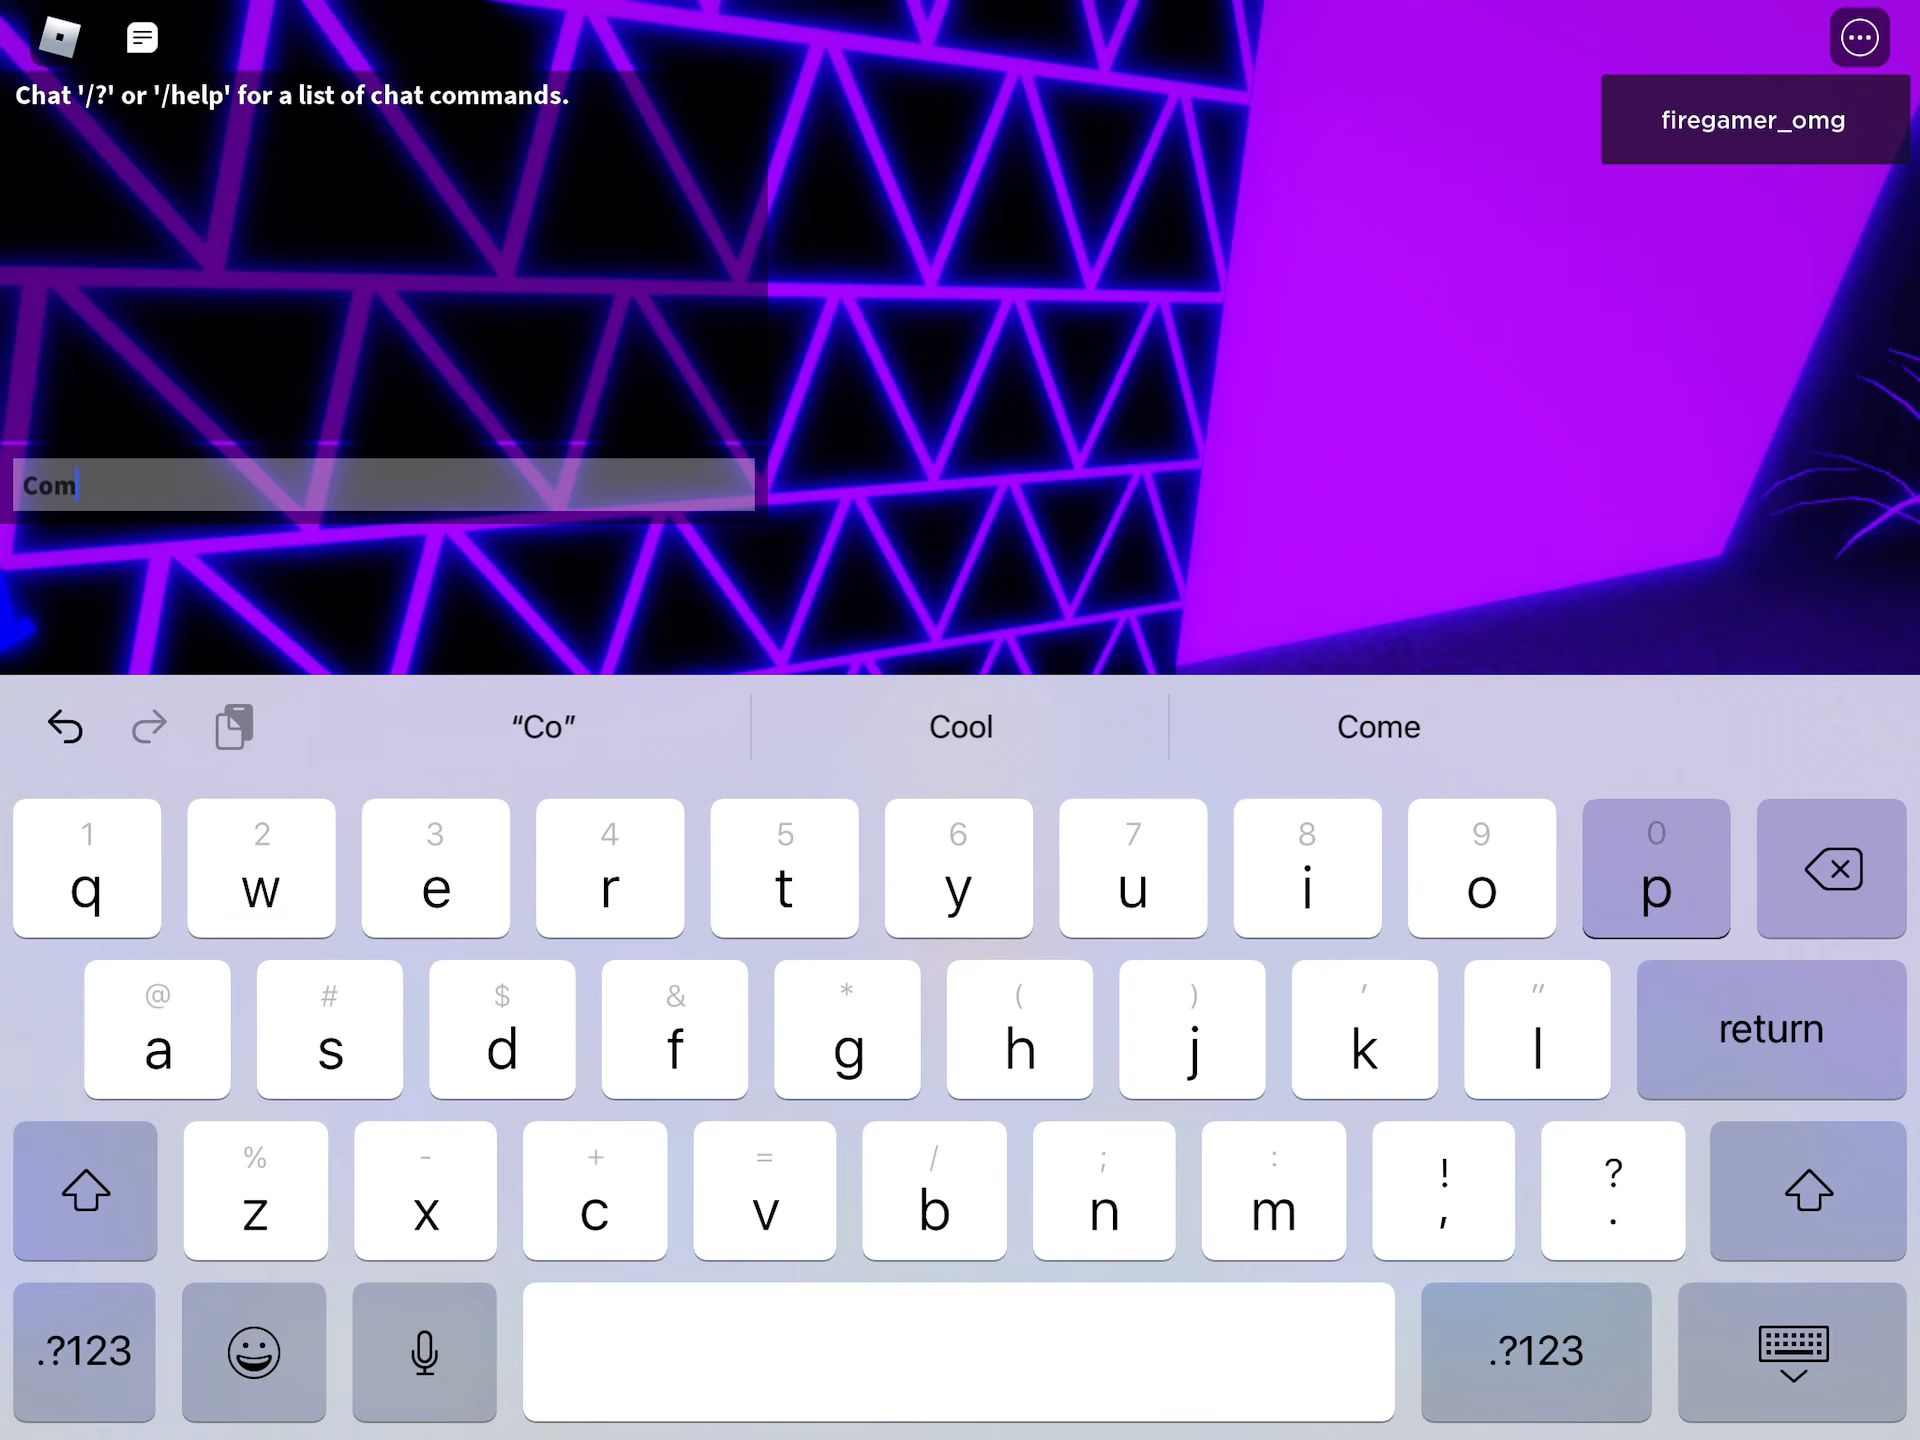 Chat '/?' or '/help' for a list of chat commands.
firegamer_omg
Com
“Co” Cool Come
1 2 3 4 5 6 7 8 9 0
q w e r t y u i o p
@ # $ & * ( ) ' "
a s d f g h j k l return
% - + = / ; : ! ?
z x c v b n m , .
.?123 .?123